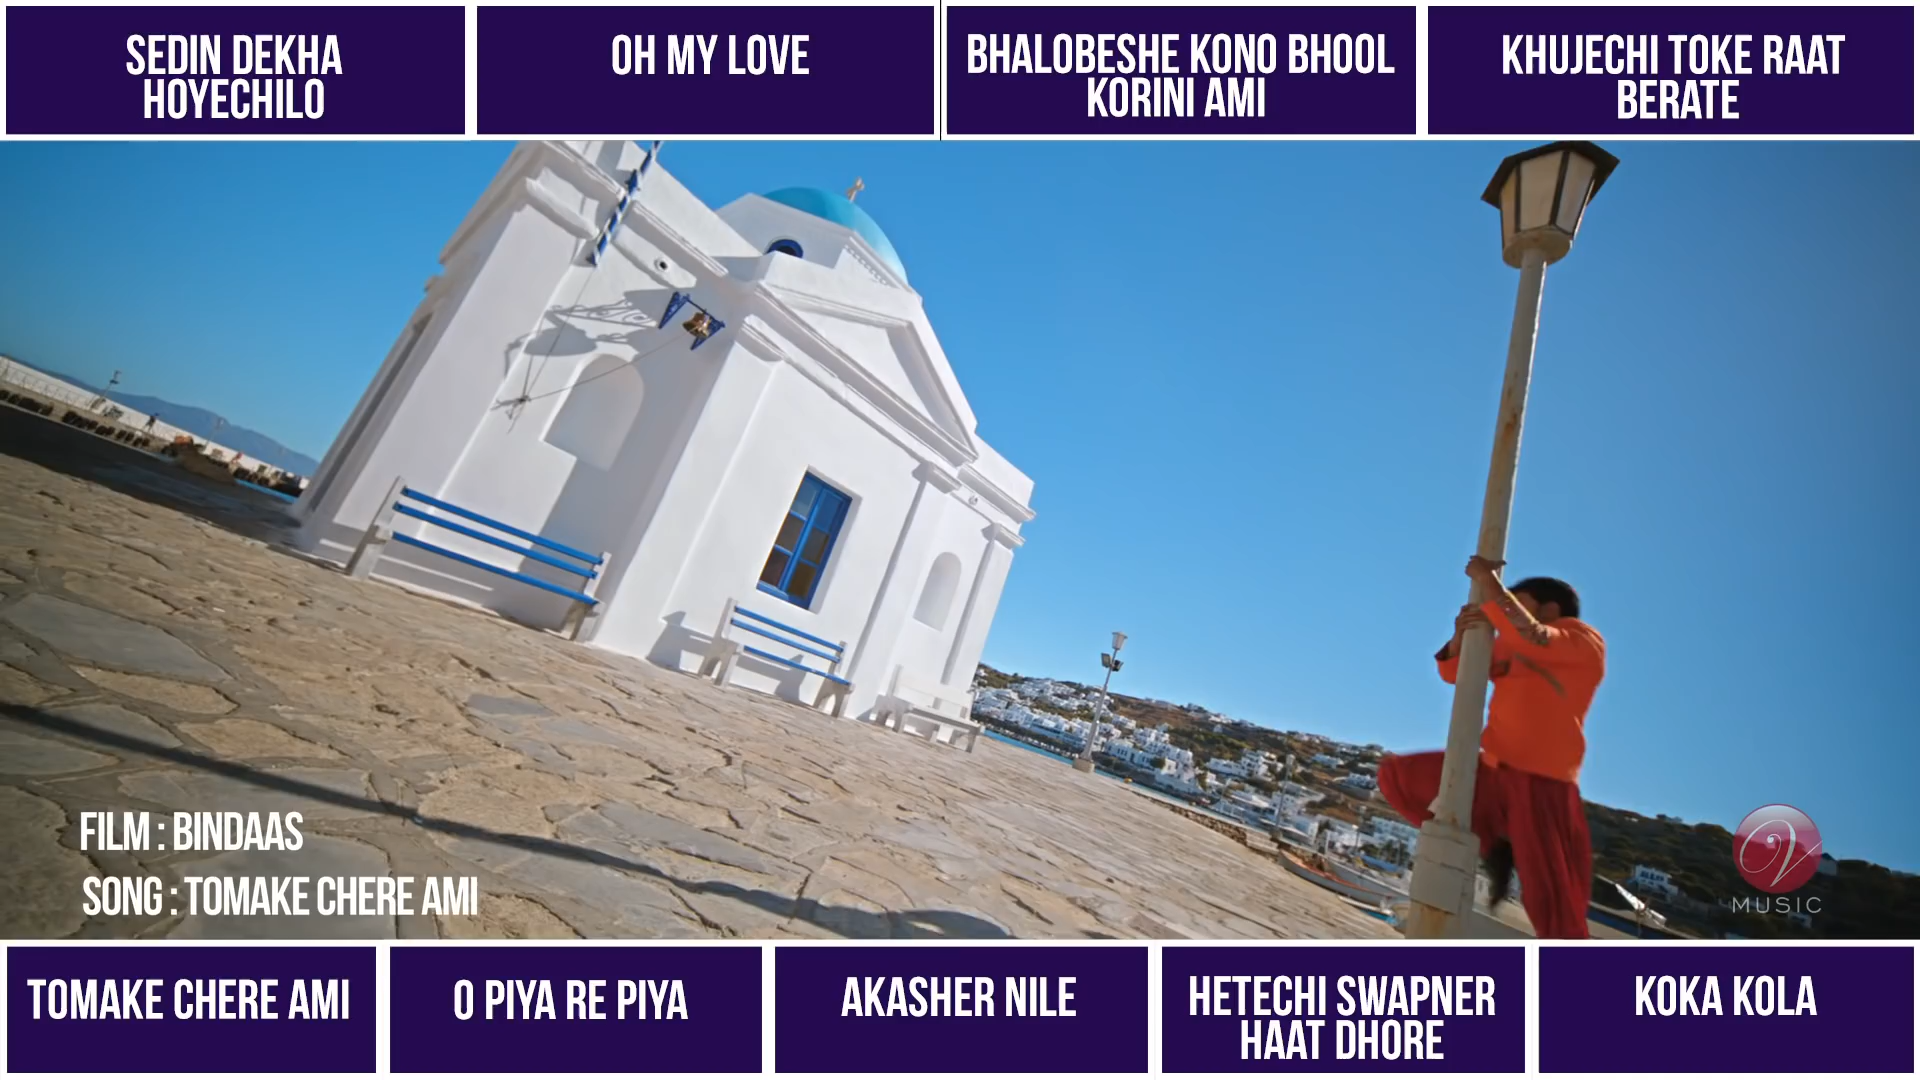 SEDIN DEKHA
HOYECHILO
OH MY LOVE
BHALOBESHE KONO BHOOL
KORINI AMI
KHUJECHI TOKE RAAT
BERATE
FILM : BINDAAS
SONG : TOMAKE CHERE AMI
V
MUSIC
TOMAKE CHERE AMI
O PIYA RE PIYA
AKASHER NILE
HETECHI SWAPNER
HAAT DHORE
KOKA KOLA